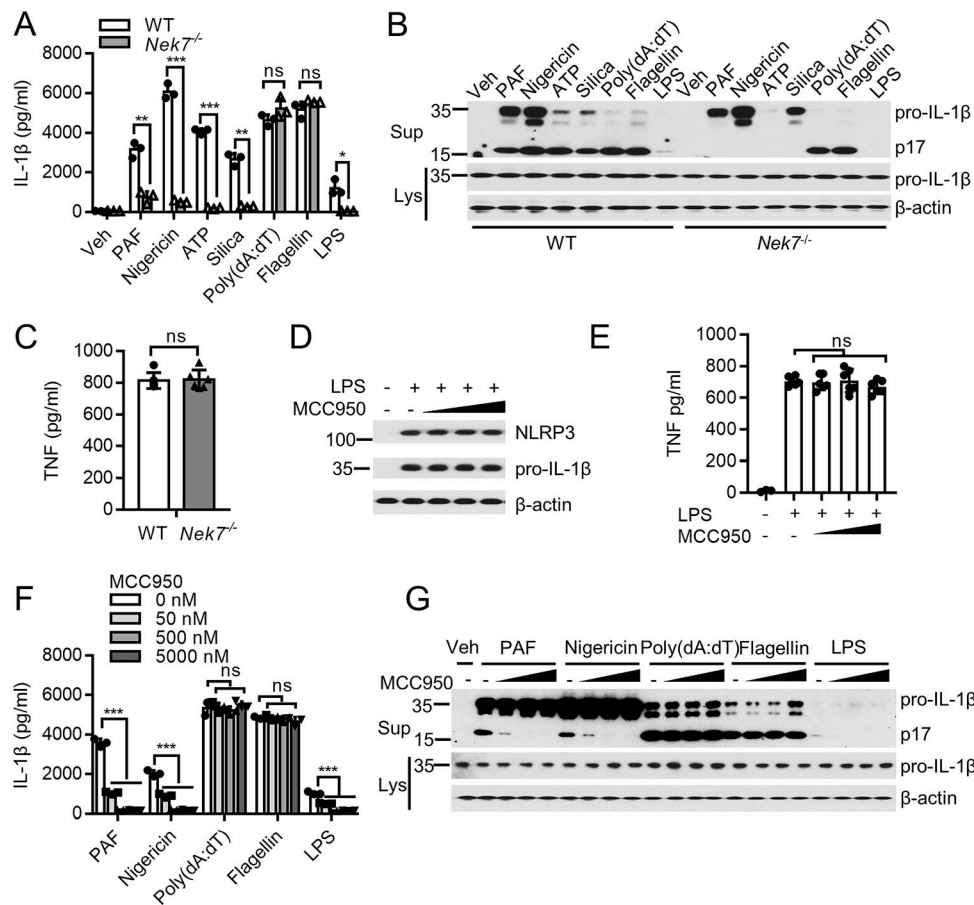 A
WT
Nek7-/-
8000
6000
4000
2000
0
IL-1β (pg/ml)
**
***
***
**
ns
ns
*
Veh
PAF
Nigericin
ATP
Silica
Poly(dA:dT)
Flagellin
LPS
B
Veh PAF Nigericin ATP Silica Poly(dA:dT) Flagellin LPS Veh PAF Nigericin ATP Silica Poly(dA:dT) Flagellin LPS
35 pro-IL-1β
Sup
15 p17
35 pro-IL-1β
Lys
β-actin
WT Nek7-/-
C
ns
1000
800
600
400
200
0
TNF (pg/ml)
WT Nek7-/-
D
LPS - + + + +
MCC950 - -
100 NLRP3
35 pro-IL-1β
β-actin
E
ns
1000
800
600
400
200
0
TNF pg/ml
LPS - + + + +
MCC950 - -
F
MCC950
0 nM
50 nM
500 nM
5000 nM
8000
6000
4000
2000
0
IL-1β (pg/ml)
***
***
ns
ns
***
PAF
Nigericin
Poly(dA:dT)
Flagellin
LPS
G
Veh PAF Nigericin Poly(dA:dT) Flagellin LPS
MCC950 - - - - - -
35 pro-IL-1β
Sup
15 p17
35 pro-IL-1β
Lys
β-actin